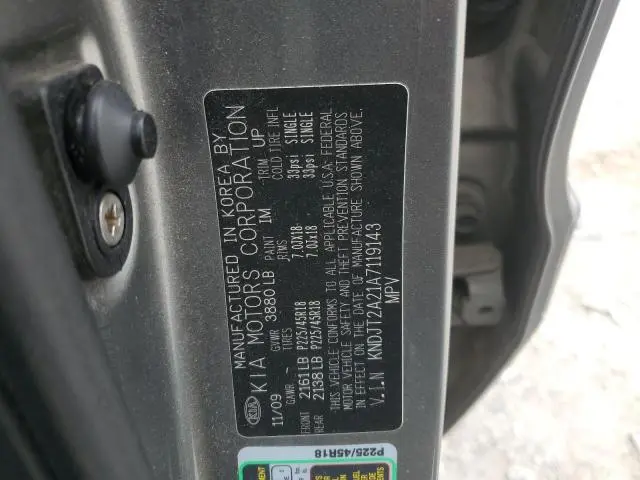 MANUFACTURED IN KOREA BY
KIA KIA MOTORS CORPORATION
11/09 GVWR 3880 LB PAINT IM TRIM UP
GAWR TIRES RIMS COLD TIRE INFL
FRONT 2161 LB P225/45R18 7.0JX18 33psi SINGLE
REAR 2138 LB P225/45R18 7.0Jx18 33psi SINGLE
THIS VEHICLE CONFORMS TO ALL APPLICABLE U.S.A. FEDERAL
MOTOR VEHICLE SAFETY AND THEFT PREVENTION STANDARDS
IN EFFECT ON THE DATE OF MANUFACTURE SHOWN ABOVE.
V.I.N KNDJT2A21A7119143
MPV
P225/45R18